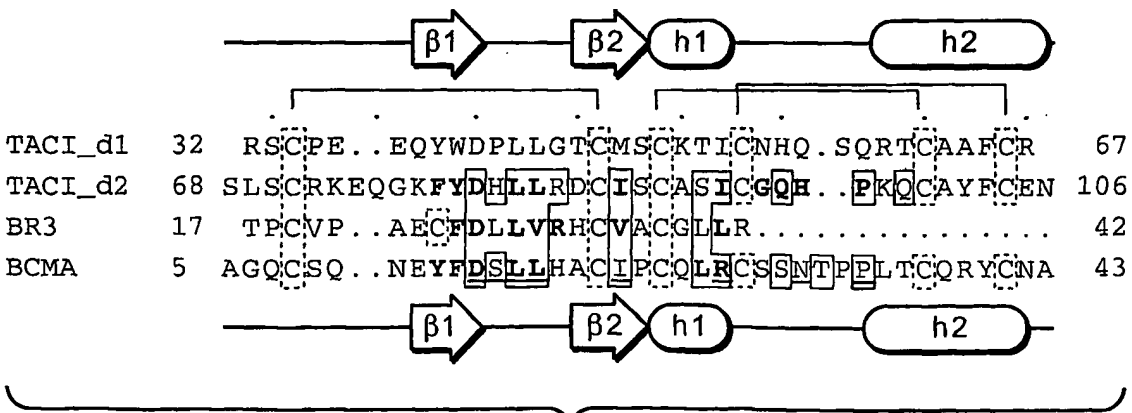 β1 β2 h1 h2
TACI_d1 32 RSCPE..EQYWDPLLGTCMSCKTICNHQ.SQRTCAAFCR 67
TACI_d2 68 SLSCRKEQGKFYDHLLRDCISCASICGQH..PKQCAYFCEN 106
BR3 17 TPCVP..AECFDLLVRHCVACGLLR............... 42
BCMA 5 AGQCSQ..NEYFDSLLHACIPCQLRCSSNTPPLTCQRYCNA 43
β1 β2 h1 h2